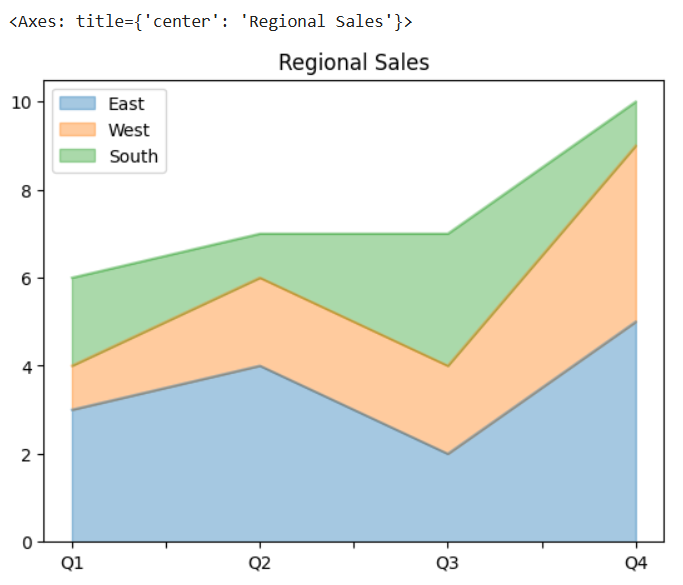 <Axes: title={'center': 'Regional Sales'}>
Regional Sales
East
West
South
10
8
6
4
2
0
Q1 Q2 Q3 Q4